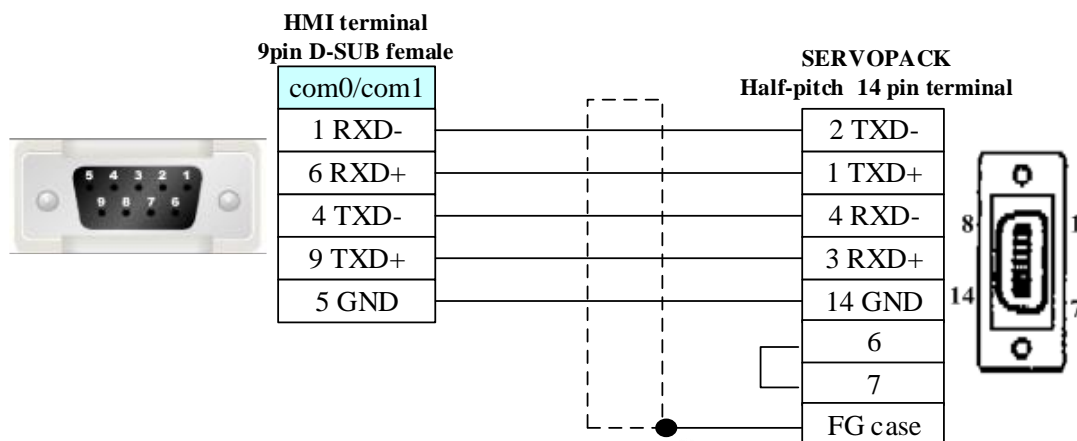 HMI terminal
9pin D-SUB female
com0/com1
1 RXD-
6 RXD+
4 TXD-
9 TXD+
5 GND
5 4 3 2 1
9 8 7 6
SERVOPACK
Half-pitch 14 pin terminal
2 TXD-
1 TXD+
4 RXD-
3 RXD+
14 GND
6
7
FG case
8 1
14 7